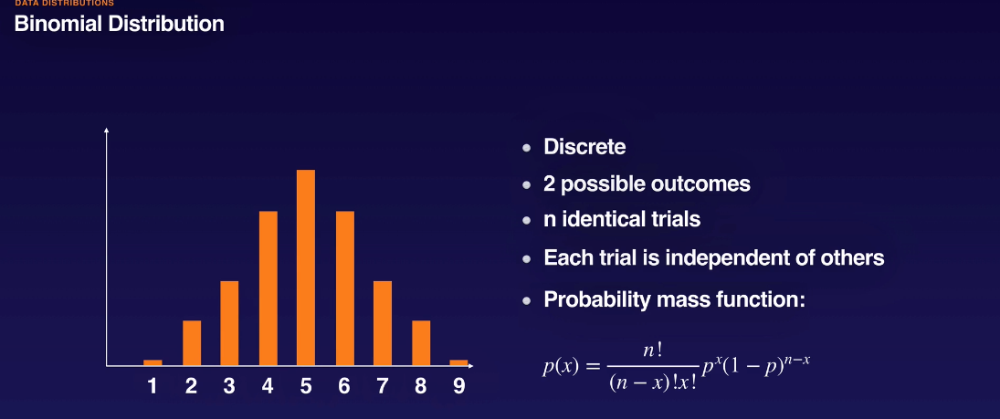 DATA DISTRIBUTIONS
Binomial Distribution
• Discrete
• 2 possible outcomes
• n identical trials
• Each trial is independent of others
• Probability mass function:
p(x) = n! / ((n − x)!x!) pˣ(1 − p)ⁿ⁻ˣ
1 2 3 4 5 6 7 8 9